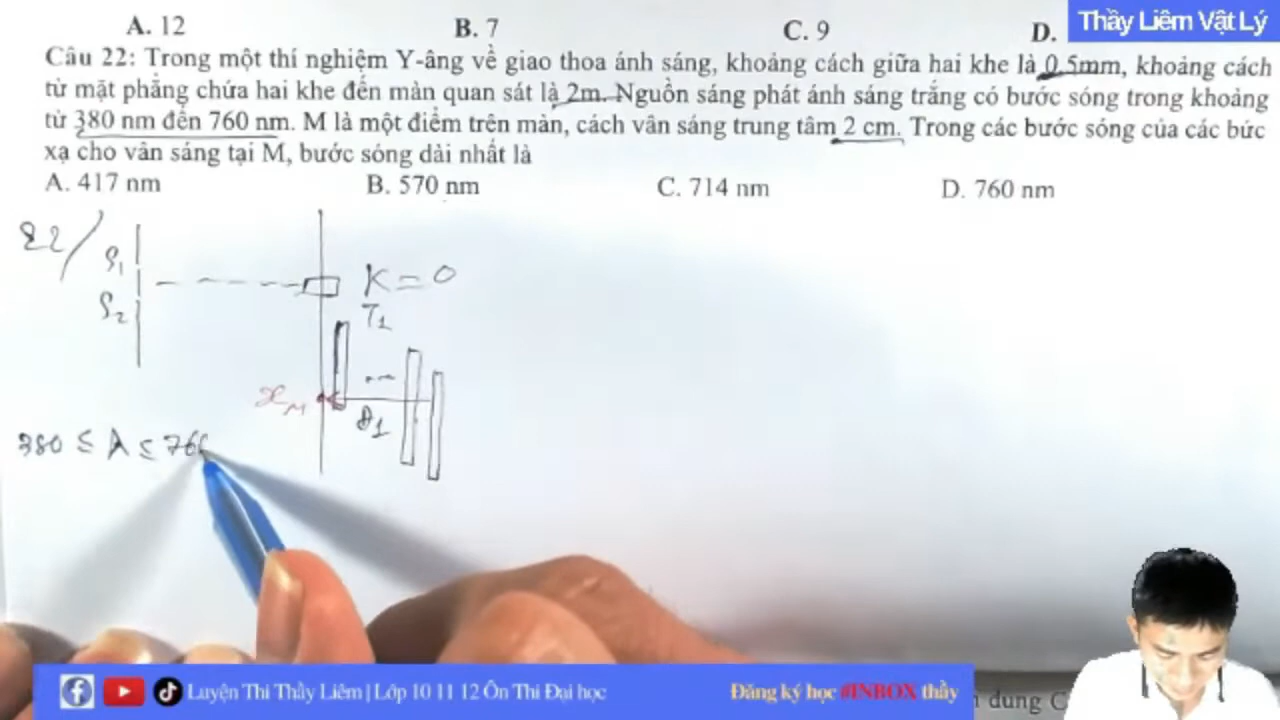 A. 12 B. 7 C. 9 D.
Thầy Liêm Vật Lý
Câu 22: Trong một thí nghiệm Y-âng về giao thoa ánh sáng, khoảng cách giữa hai khe là 0,5mm, khoảng cách
từ mặt phẳng chứa hai khe đến màn quan sát là 2m. Nguồn sáng phát ánh sáng trắng có bước sóng trong khoảng
từ 380 nm đến 760 nm. M là một điểm trên màn, cách vân sáng trung tâm 2 cm. Trong các bước sóng của các bức
xạ cho vân sáng tại M, bước sóng dài nhất là
A. 417 nm B. 570 nm C. 714 nm D. 760 nm
22/
S1
S2
K = 0
T1
xM
Đ1
380 ≤ λ ≤ 760
Luyện Thi Thầy Liêm | Lớp 10 11 12 Ôn Thi Đại học
Đăng ký học #INBOX thầy
dung C